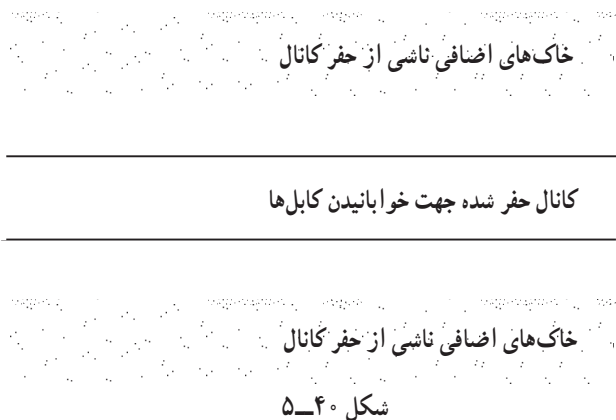 خاک‌های اضافی ناشی از حفر کانال
کانال حفر شده جهت خوابانیدن کابل‌ها
خاک‌های اضافی ناشی از حفر کانال
شکل ۴۰ــ۵